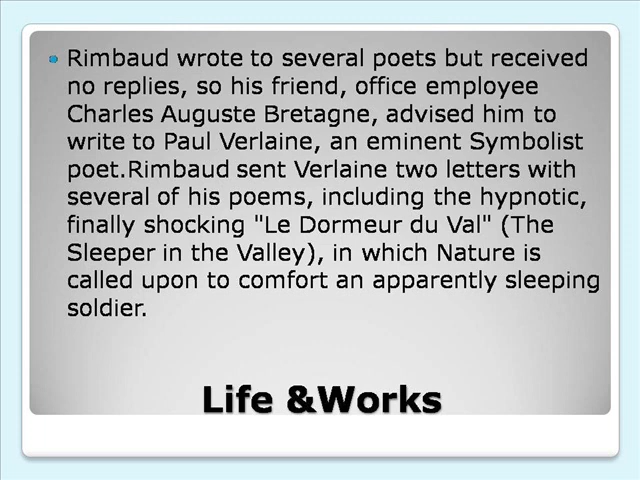 Rimbaud wrote to several poets but received
no replies, so his friend, office employee
Charles Auguste Bretagne, advised him to
write to Paul Verlaine, an eminent Symbolist
poet.Rimbaud sent Verlaine two letters with
several of his poems, including the hypnotic,
finally shocking "Le Dormeur du Val" (The
Sleeper in the Valley), in which Nature is
called upon to comfort an apparently sleeping
soldier.
Life &Works